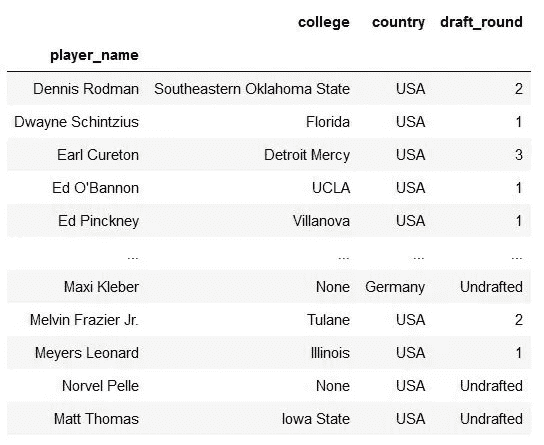 college country draft_round
player_name
Dennis Rodman Southeastern Oklahoma State USA 2
Dwayne Schintzius Florida USA 1
Earl Cureton Detroit Mercy USA 3
Ed O'Bannon UCLA USA 1
Ed Pinckney Villanova USA 1
... ... ... ...
Maxi Kleber None Germany Undrafted
Melvin Frazier Jr. Tulane USA 2
Meyers Leonard Illinois USA 1
Norvel Pelle None USA Undrafted
Matt Thomas Iowa State USA Undrafted